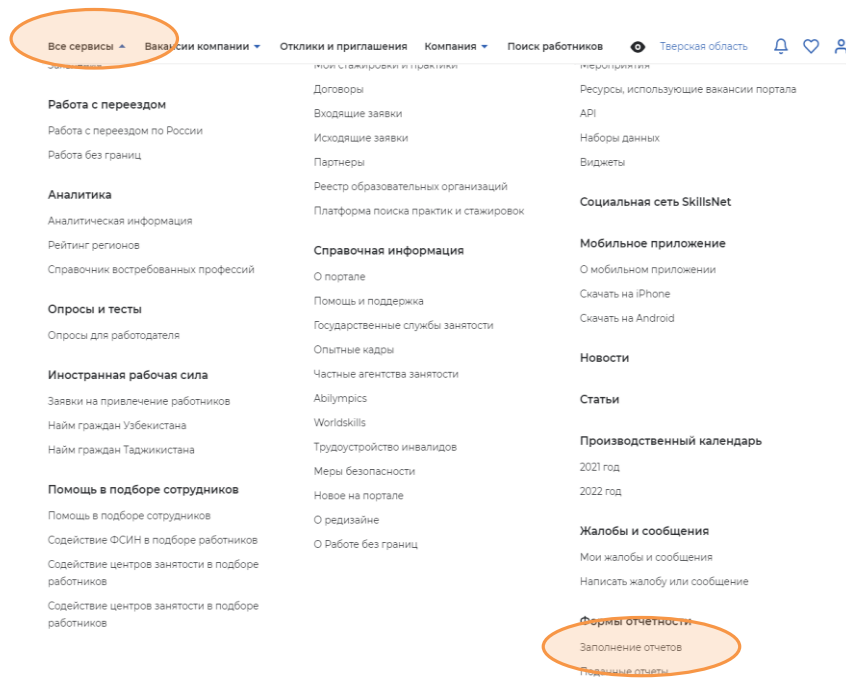 Все сервисы Вакансии компании Отклики и приглашения Компания Поиск работников Тверская область
Работа с переездом
Работа с переездом по России
Работа без границ
Аналитика
Аналитическая информация
Рейтинг регионов
Справочник востребованных профессий
Опросы и тесты
Опросы для работодателя
Иностранная рабочая сила
Заявки на привлечение работников
Найм граждан Узбекистана
Найм граждан Таджикистана
Помощь в подборе сотрудников
Помощь в подборе сотрудников
Содействие ФСИН в подборе работников
Содействие центров занятости в подборе
работников
Содействие центров занятости в подборе
работников
Мои стажировки и практики
Договоры
Входящие заявки
Исходящие заявки
Партнеры
Реестр образовательных организаций
Платформа поиска практик и стажировок
Справочная информация
О портале
Помощь и поддержка
Государственные службы занятости
Опытные кадры
Частные агентства занятости
Abilympics
Worldskills
Трудоустройство инвалидов
Меры безопасности
Новое на портале
О редизайне
О Работе без границ
Мероприятия
Ресурсы, использующие вакансии портала
API
Наборы данных
Виджеты
Социальная сеть SkillsNet
Мобильное приложение
О мобильном приложении
Скачать на iPhone
Скачать на Android
Новости
Статьи
Производственный календарь
2021 год
2022 год
Жалобы и сообщения
Мои жалобы и сообщения
Написать жалобу или сообщение
Формы отчетности
Заполнение отчетов
Поданные отчеты